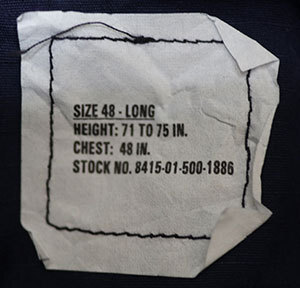 SIZE 48 - LONG
HEIGHT: 71 TO 75 IN.
CHEST: 48 IN.
STOCK NO. 8415-01-500-1886